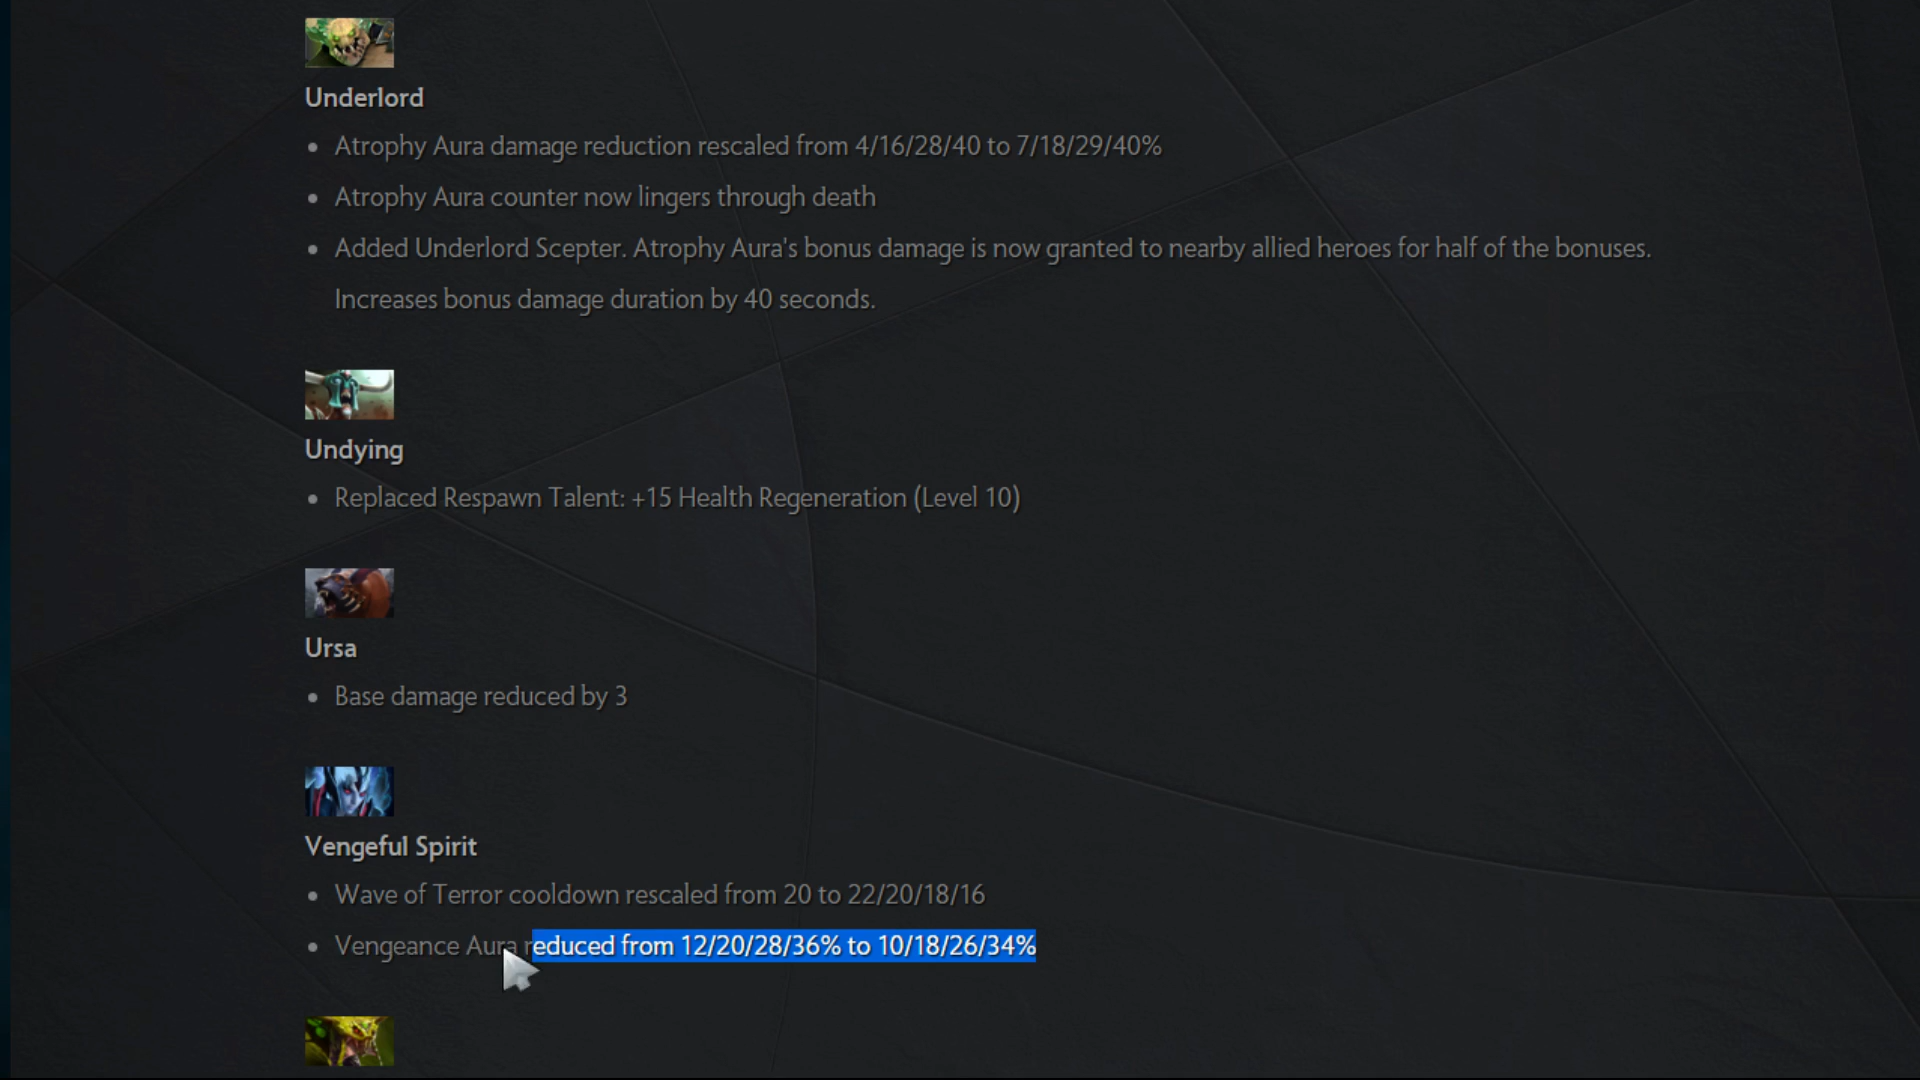 Underlord
• Atrophy Aura damage reduction rescaled from 4/16/28/40 to 7/18/29/40%
• Atrophy Aura counter now lingers through death
• Added Underlord Scepter. Atrophy Aura's bonus damage is now granted to nearby allied heroes for half of the bonuses.
Increases bonus damage duration by 40 seconds.
Undying
• Replaced Respawn Talent: +15 Health Regeneration (Level 10)
Ursa
• Base damage reduced by 3
Vengeful Spirit
• Wave of Terror cooldown rescaled from 20 to 22/20/18/16
• Vengeance Aura reduced from 12/20/28/36% to 10/18/26/34%